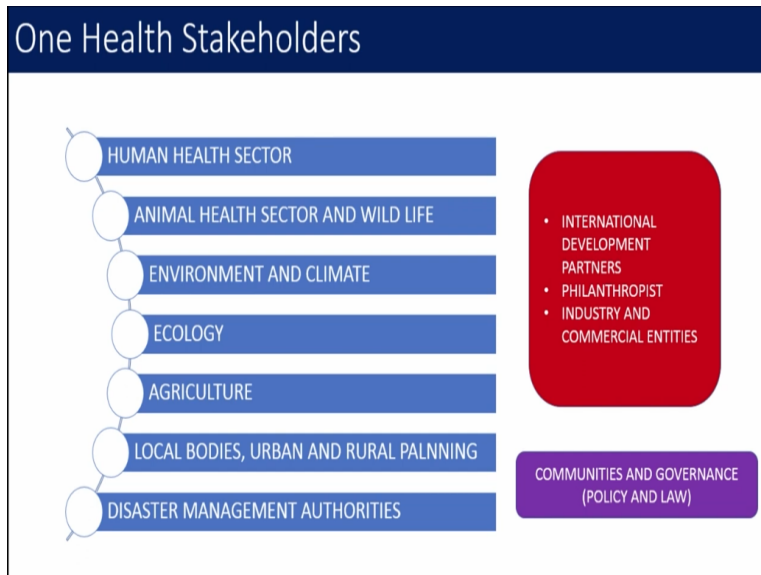 One Health Stakeholders
HUMAN HEALTH SECTOR
ANIMAL HEALTH SECTOR AND WILD LIFE
ENVIRONMENT AND CLIMATE
ECOLOGY
AGRICULTURE
LOCAL BODIES, URBAN AND RURAL PALNNING
DISASTER MANAGEMENT AUTHORITIES
• INTERNATIONAL
DEVELOPMENT
PARTNERS
• PHILANTHROPIST
• INDUSTRY AND
COMMERCIAL ENTITIES
COMMUNITIES AND GOVERNANCE
(POLICY AND LAW)